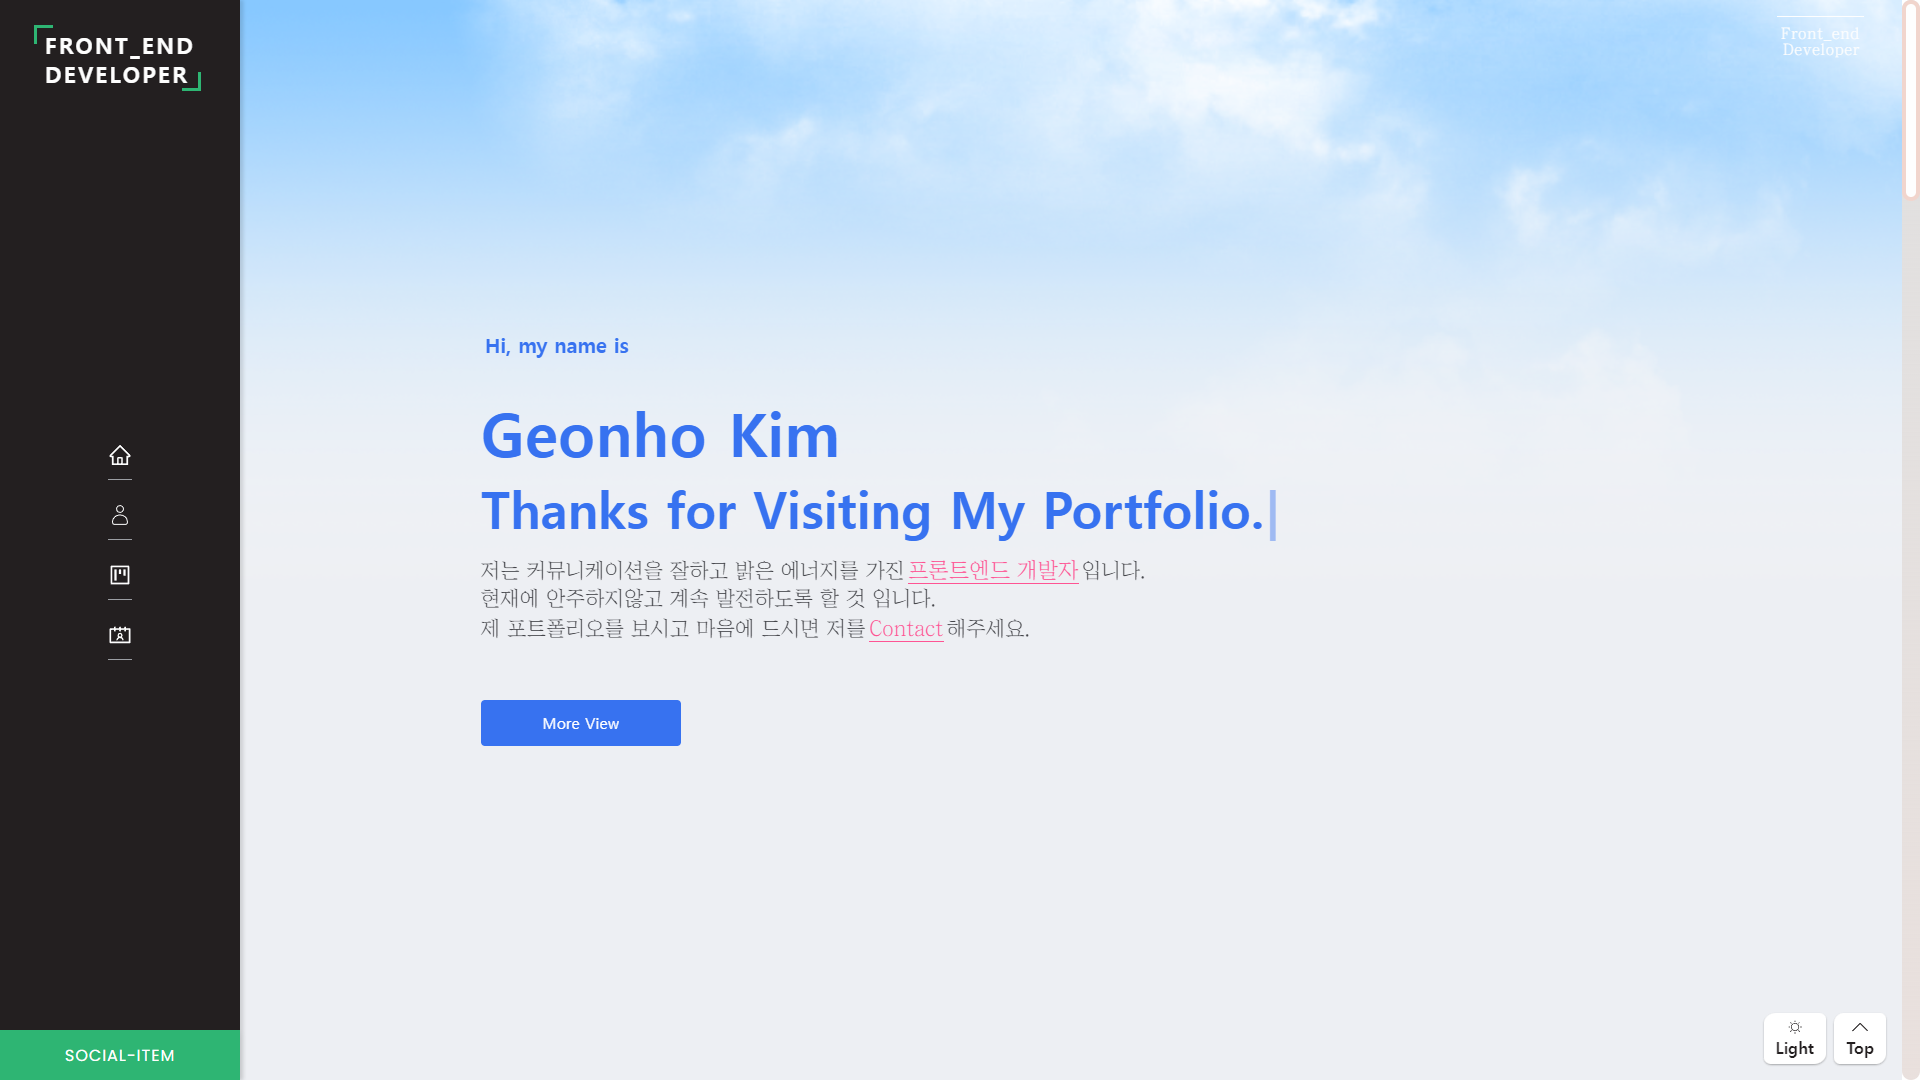 FRONT_END
DEVELOPER
SOCIAL-ITEM
Front_end
Developer
Hi, my name is
Geonho Kim
Thanks for Visiting My Portfolio.|
저는 커뮤니케이션을 잘하고 밝은 에너지를 가진 프론트엔드 개발자 입니다.
현재에 안주하지않고 계속 발전하도록 할 것 입니다.
제 포트폴리오를 보시고 마음에 드시면 저를 Contact 해주세요.
More View
Light
Top